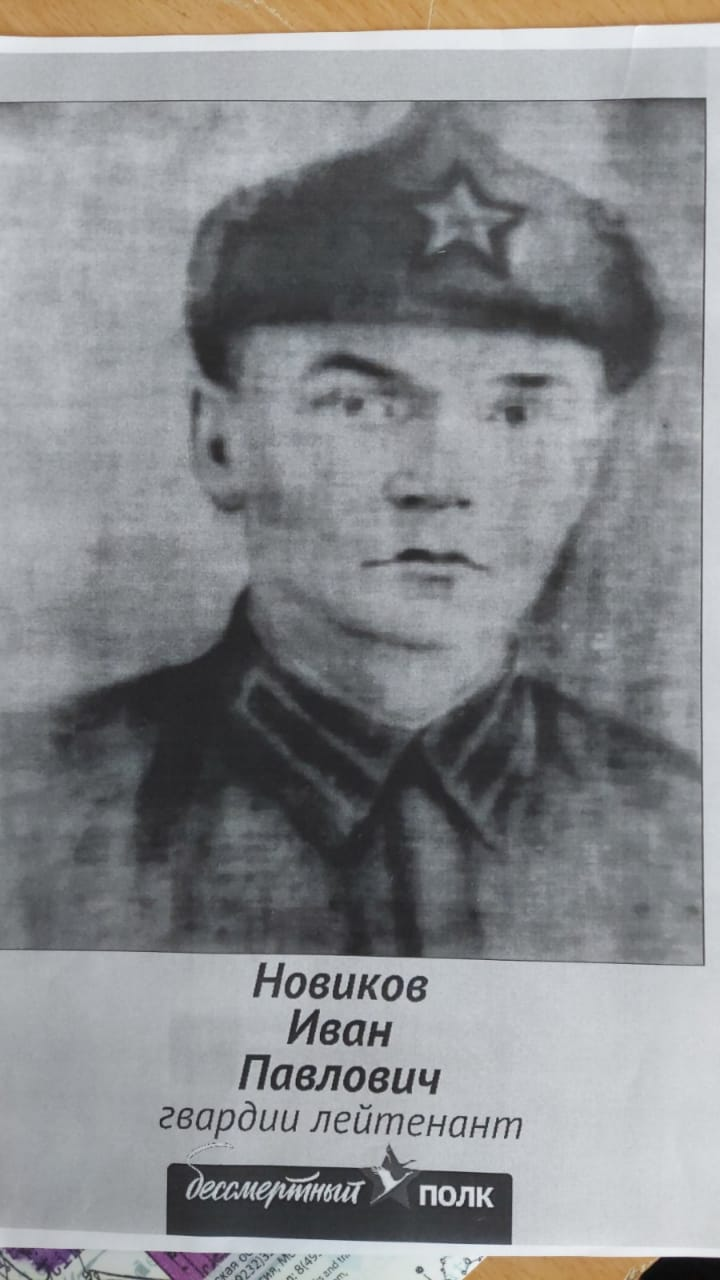 Новиков
Иван
Павлович
гвардии лейтенант
бессмертный полк